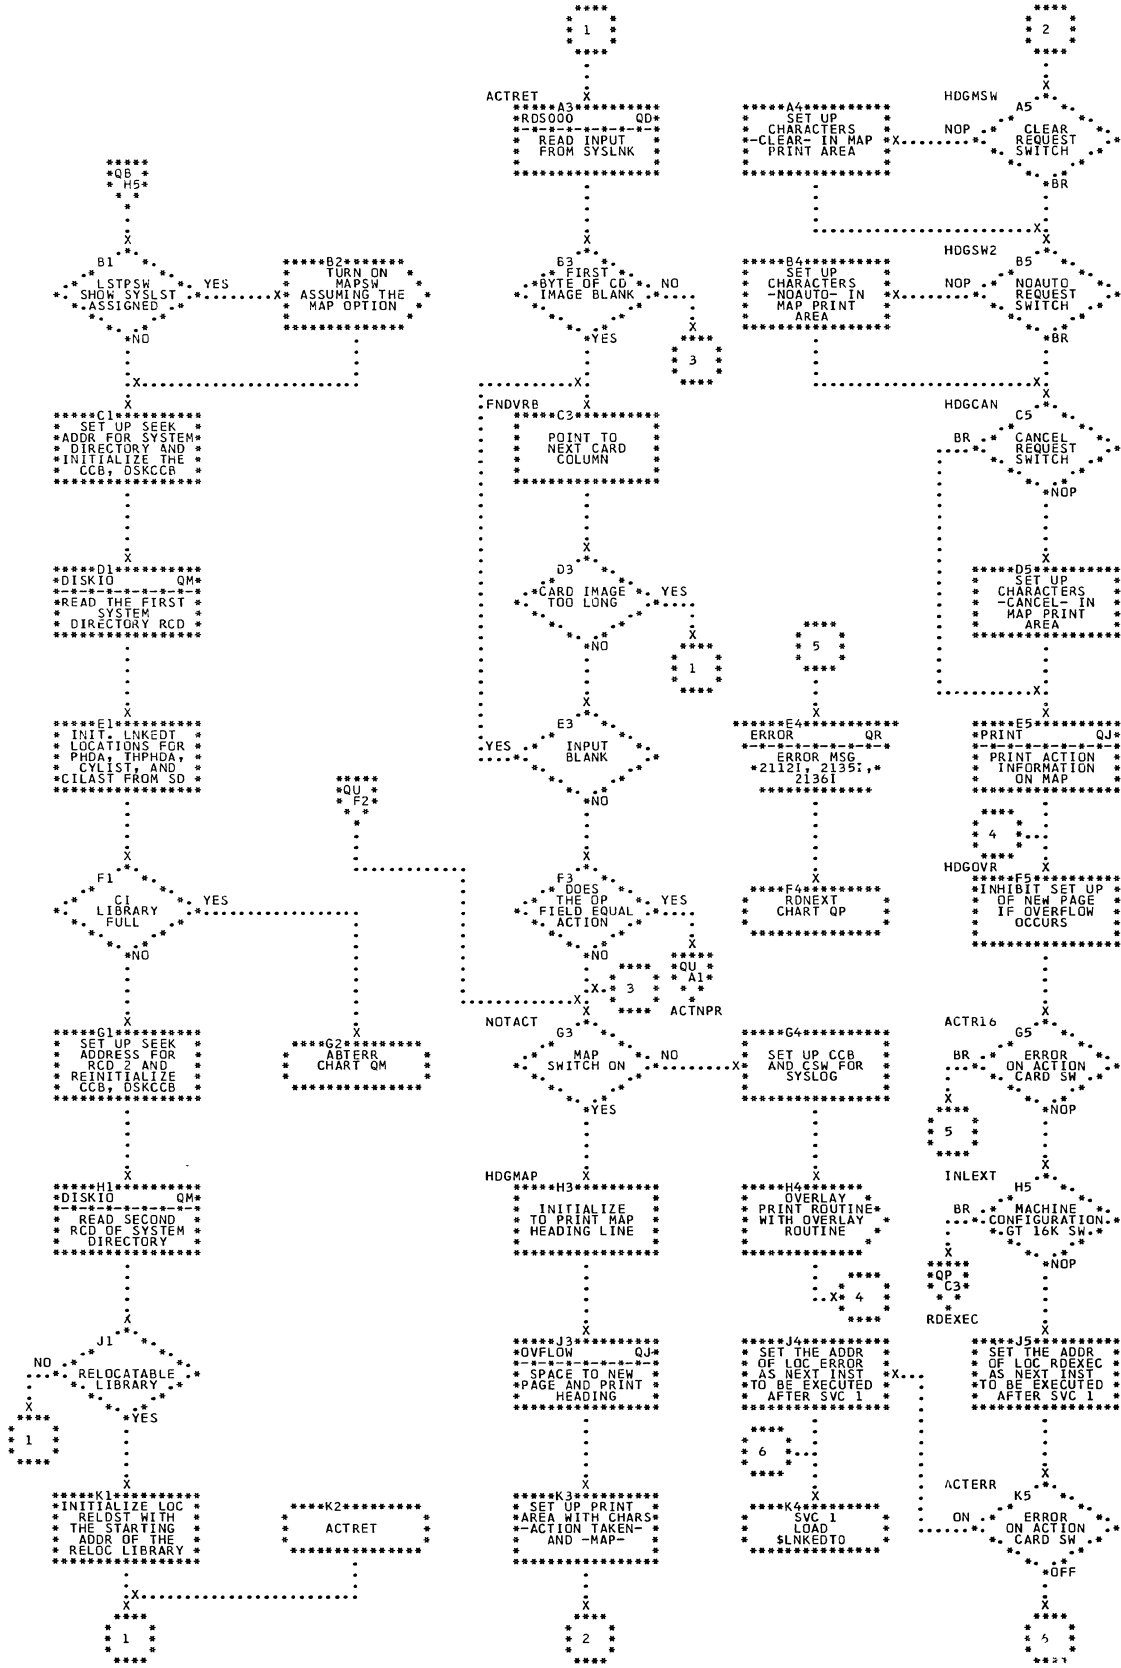 1
2
ACTRET
HDGMSW
A3
RDS000 QD
READ INPUT
FROM SYSLNK
A4
SET UP
CHARACTERS
-CLEAR- IN MAP
PRINT AREA
NOP
A5
CLEAR
REQUEST
SWITCH
BR
QB
H5
HDGSW2
B1
LSTPSW
SHOW SYSLST
ASSIGNED
YES
NO
B2
TURN ON
MAPSW
ASSUMING THE
MAP OPTION
B3
FIRST
BYTE OF CD
IMAGE BLANK
NO
YES
3
B4
SET UP
CHARACTERS
-NOAUTO- IN
MAP PRINT
AREA
NOP
B5
NOAUTO
REQUEST
SWITCH
BR
FNDVRB
HDGCAN
C1
SET UP SEEK
ADDR FOR SYSTEM
DIRECTORY AND
INITIALIZE THE
CCB, DSKCCB
C3
POINT TO
NEXT CARD
COLUMN
BR
C5
CANCEL
REQUEST
SWITCH
NOP
D1
DISKIO QM
READ THE FIRST
SYSTEM
DIRECTORY RCD
D3
CARD IMAGE
TOO LONG
YES
NO
1
5
D5
SET UP
CHARACTERS
-CANCEL- IN
MAP PRINT
AREA
E1
INIT. LNKEDT
LOCATIONS FOR
PHDA, THPHDA,
CYLIST, AND
CILAST FROM SD
YES
E3
INPUT
BLANK
NO
E4
ERROR QR
ERROR MSG
2112I, 2135I,
2136I
E5
PRINT QJ
PRINT ACTION
INFORMATION
ON MAP
QU
F2
4
HDGOVR
F1
CI
LIBRARY
FULL
YES
NO
F3
DOES
THE OP
FIELD EQUAL
ACTION
YES
NO
QU
A1
ACTNPR
3
F4
RDNEXT
CHART QP
F5
INHIBIT SET UP
OF NEW PAGE
IF OVERFLOW
OCCURS
NOTACT
ACTR16
G1
SET UP SEEK
ADDRESS FOR
RCD 2 AND
REINITIALIZE
CCB, DSKCCB
G2
ABTERR
CHART QM
G3
MAP
SWITCH ON
NO
YES
G4
SET UP CCB
AND CSW FOR
SYSLOG
BR
G5
ERROR
ON ACTION
CARD SW
NOP
5
HDGMAP
INLEXT
H1
DISKIO QM
READ SECOND
RCD OF SYSTEM
DIRECTORY
H3
INITIALIZE
TO PRINT MAP
HEADING LINE
H4
OVERLAY
PRINT ROUTINE
WITH OVERLAY
ROUTINE
4
BR
H5
MACHINE
CONFIGURATION
GT 16K SW.
NOP
QP
C3
RDEXEC
J1
NO
RELOCATABLE
LIBRARY
YES
1
J3
OVFLOW QJ
SPACE TO NEW
PAGE AND PRINT
HEADING
J4
SET THE ADDR
OF LOC ERROR
AS NEXT INST
TO BE EXECUTED
AFTER SVC 1
J5
SET THE ADDR
OF LOC RDEXEC
AS NEXT INST
TO BE EXECUTED
AFTER SVC 1
6
ACTERR
K1
INITIALIZE LOC
RELDST WITH
THE STARTING
ADDR OF THE
RELOC LIBRARY
K2
ACTRET
K3
SET UP PRINT
AREA WITH CHARS
-ACTION TAKEN-
AND -MAP-
K4
SVC 1
LOAD
$LNKEDT0
ON
K5
ERROR
ON ACTION
CARD SW
OFF
1
2